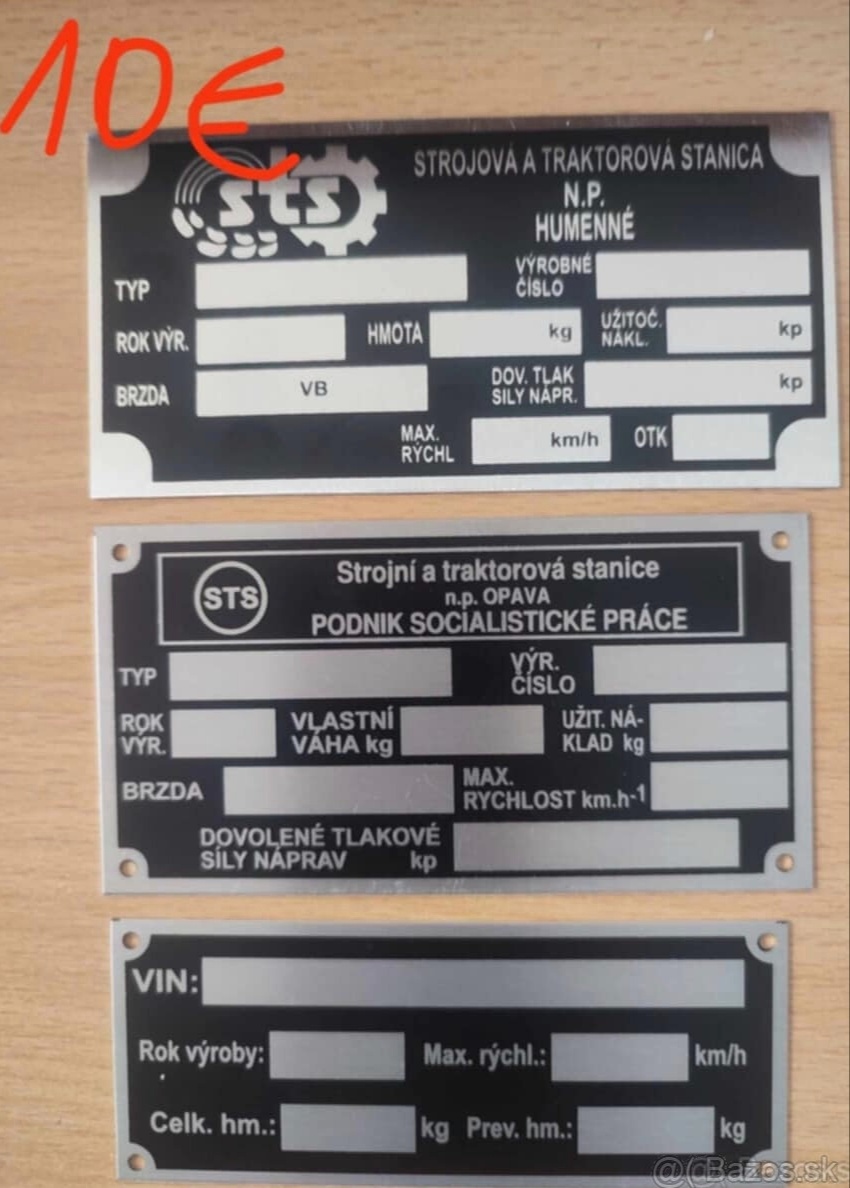 10€
sts
STROJOVÁ A TRAKTOROVÁ STANICA
N.P.
HUMENNÉ
TYP
VÝROBNÉ
ČÍSLO
ROK VÝR.
HMOTA kg
UŽITOČ.
NÁKL. kp
BRZDA VB
DOV. TLAK
SILY NÁPR. kp
MAX.
RÝCHL km/h
OTK
STS
Strojní a traktorová stanice
n.p. OPAVA
PODNIK SOCIALISTICKÉ PRÁCE
TYP
VÝR.
ČÍSLO
ROK
VÝR.
VLASTNÍ
VÁHA kg
UŽIT. NÁ-
KLAD kg
BRZDA
MAX.
RYCHLOST km.h-1
DOVOLENÉ TLAKOVÉ
SÍLY NÁPRAV kp
VIN:
Rok výroby: Max. rýchl.: km/h
Celk. hm.: kg Prev. hm.: kg
Bazos.sk